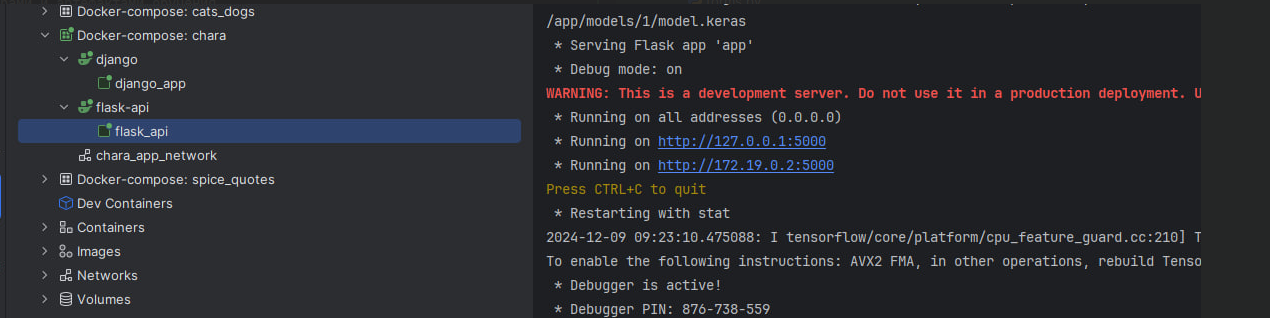 Docker-compose: cats_dogs
Docker-compose: chara
django
django_app
flask-api
flask_api
chara_app_network
Docker-compose: spice_quotes
Dev Containers
Containers
Images
Networks
Volumes
/app/models/1/model.keras
* Serving Flask app 'app'
* Debug mode: on
WARNING: This is a development server. Do not use it in a production deployment. U
* Running on all addresses (0.0.0.0)
* Running on http://127.0.0.1:5000
* Running on http://172.19.0.2:5000
Press CTRL+C to quit
* Restarting with stat
2024-12-09 09:23:10.475088: I tensorflow/core/platform/cpu_feature_guard.cc:210] T
To enable the following instructions: AVX2 FMA, in other operations, rebuild Tenso
* Debugger is active!
* Debugger PIN: 876-738-559